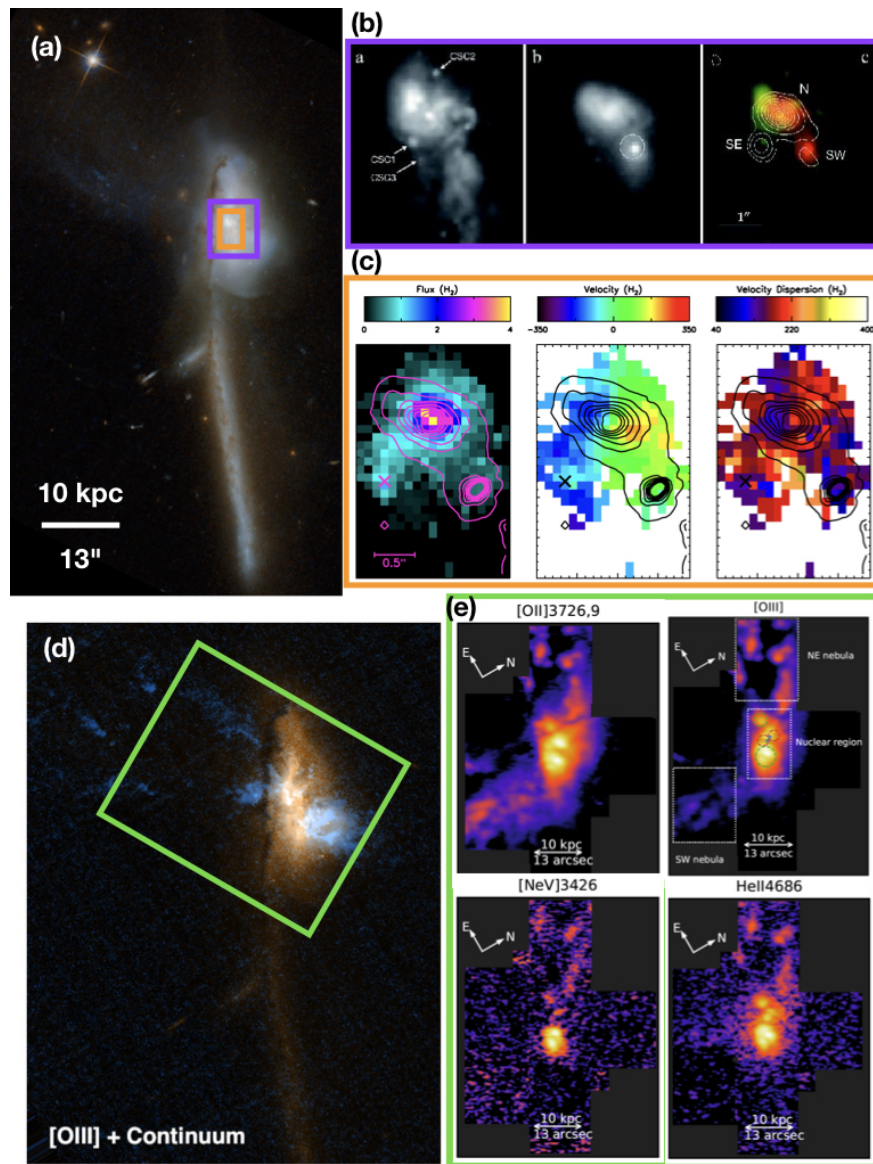 (a)
10 kpc
13"
(b)
a
CSC2
CSC1
CSC3
b
c
N
SE
SW
1"
(c)
Flux (H₂)
0 2 4
Velocity (H₂)
−350 0 350
Velocity Dispersion (H₂)
40 220 400
0.5"
(d)
[OIII] + Continuum
(e)
[OII]3726,9
E
N
10 kpc
13 arcsec
[OIII]
E
N
NE nebula
Nuclear region
SW nebula
10 kpc
13 arcsec
[NeV]3426
E
N
10 kpc
13 arcsec
HeII4686
E
N
10 kpc
13 arcsec